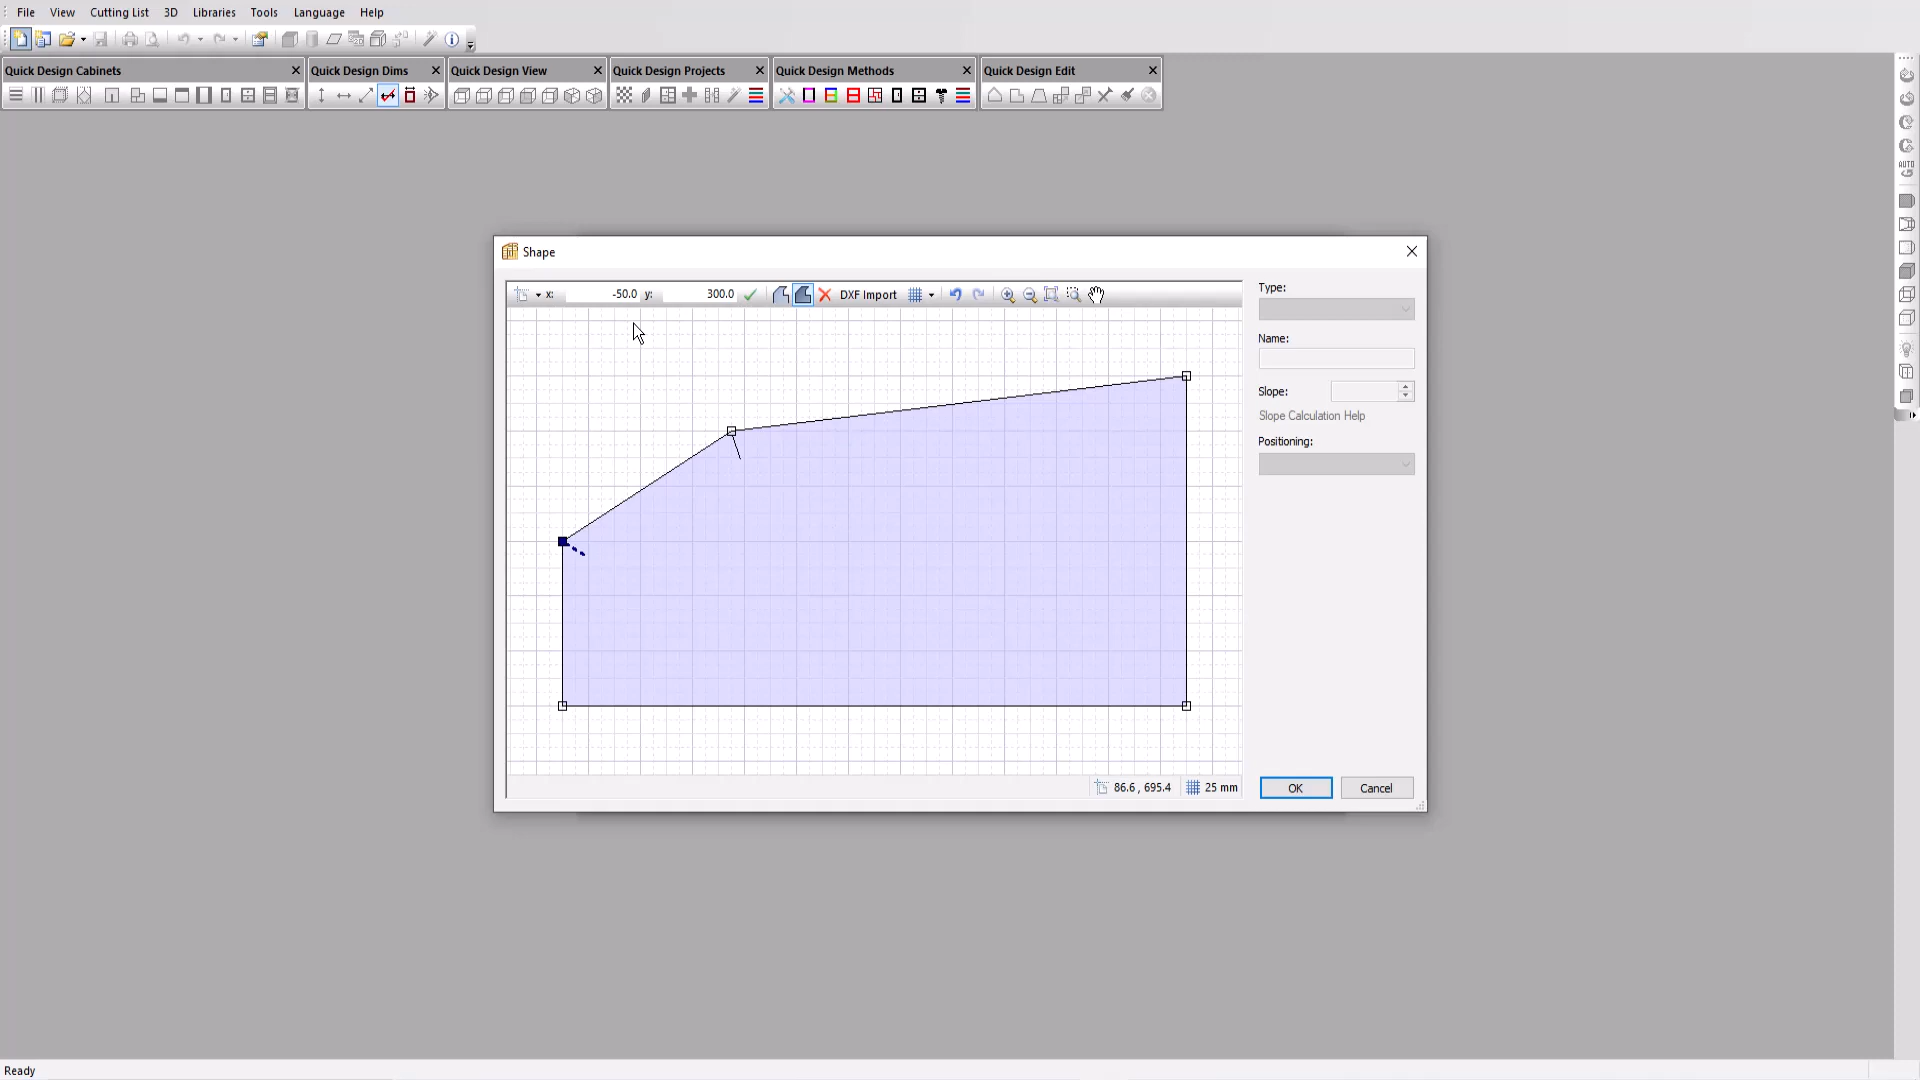 File View Cutting List 3D Libraries Tools Language Help
Quick Design Cabinets Quick Design Dims Quick Design View Quick Design Projects Quick Design Methods Quick Design Edit
AUTO
Shape
x: -50.0 y: 300.0 DXF Import
Type:
Name:
Slope:
Slope Calculation Help
Positioning:
86.6 , 695.4 25 mm
OK Cancel
Ready